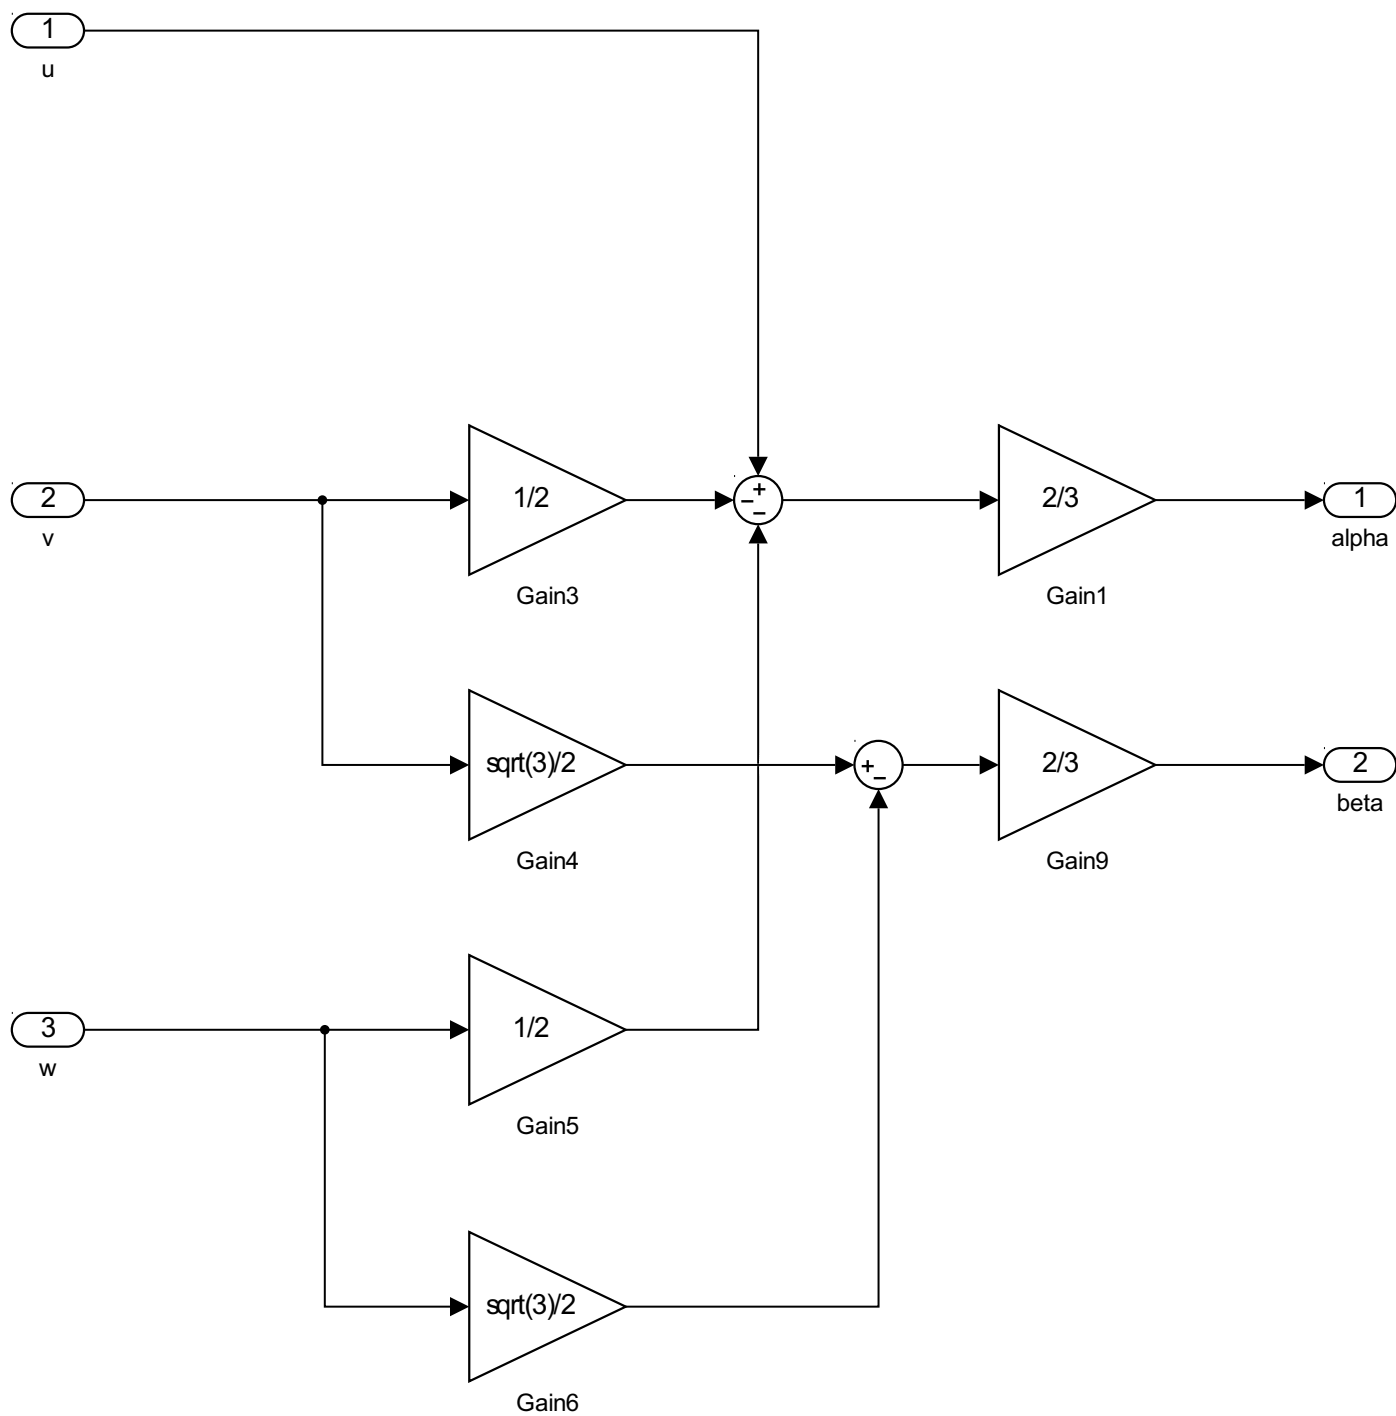 1
u
2
v
1/2
Gain3
+
−
−
2/3
Gain1
1
alpha
sqrt(3)/2
Gain4
+
−
2/3
Gain9
2
beta
3
w
1/2
Gain5
sqrt(3)/2
Gain6